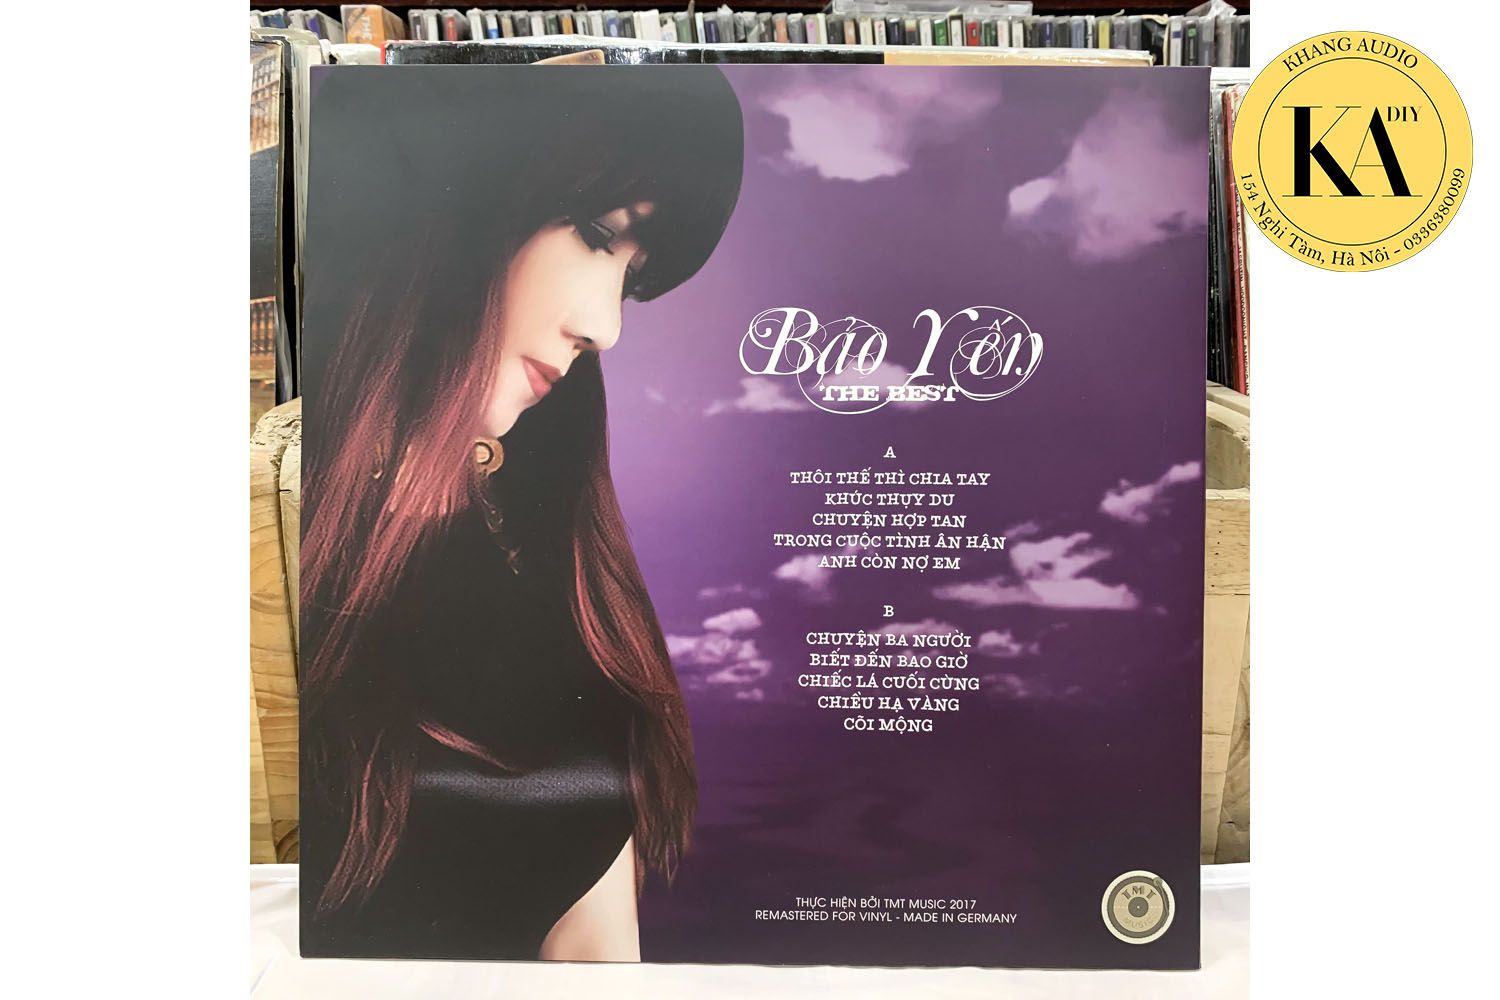 KHANG AUDIO
KA DIY
154 Nghi Tàm, Hà Nôi - 0336380099
Bảo Yến
THE BEST
A
THÔI THẾ THÌ CHIA TAY
KHÚC THỤY DU
CHUYỆN HỢP TAN
TRONG CUỘC TÌNH ÂN HẬN
ANH CÒN NỢ EM
B
CHUYỆN BA NGƯỜI
BIẾT ĐẾN BAO GIỜ
CHIẾC LÁ CUỐI CÙNG
CHIỀU HẠ VÀNG
CÕI MỘNG
THỰC HIỆN BỞI TMT MUSIC 2017
REMASTERED FOR VINYL - MADE IN GERMANY
TMT
MUSIC